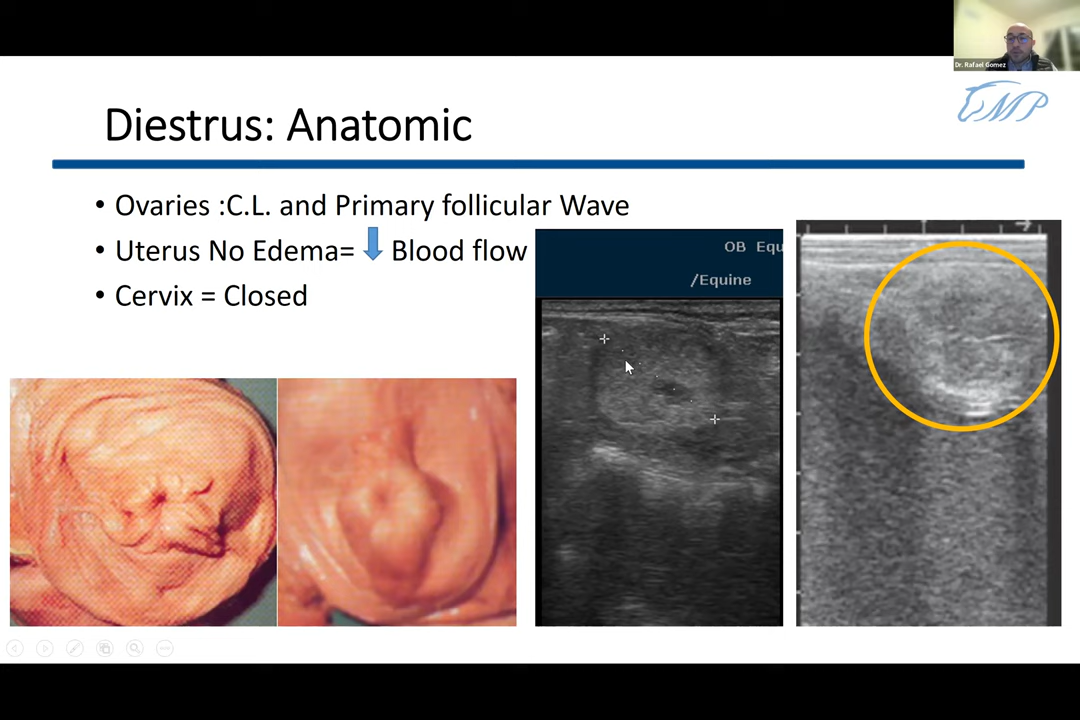 Dr. Rafael Gomez
MP
Diestrus: Anatomic
• Ovaries :C.L. and Primary follicular Wave
• Uterus No Edema= Blood flow
• Cervix = Closed
OB Equ
/Equine